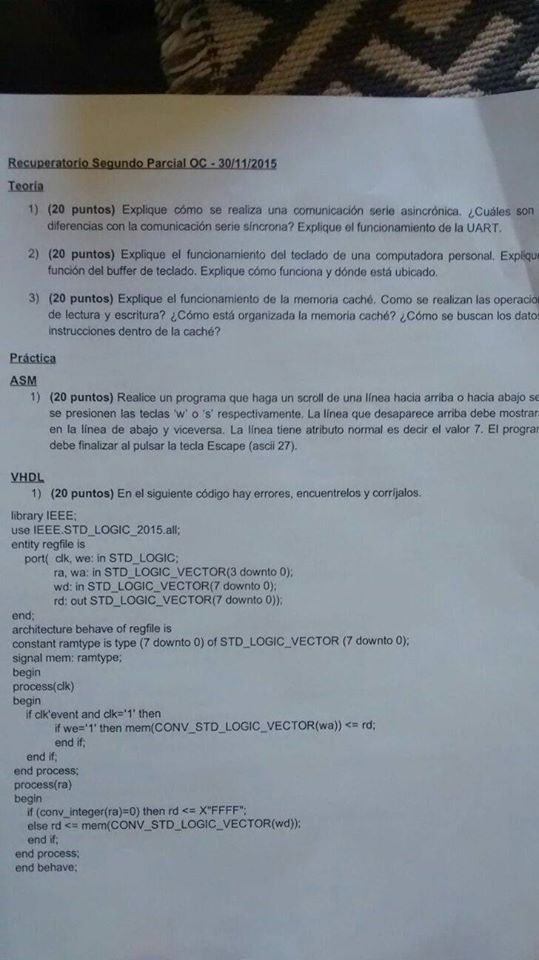 Recuperatorio Segundo Parcial OC - 30/11/2015
Teoría
1) (20 puntos) Explique cómo se realiza una comunicación serie asincrónica. ¿Cuáles son
diferencias con la comunicación serie síncrona? Explique el funcionamiento de la UART.
2) (20 puntos) Explique el funcionamiento del teclado de una computadora personal.
función del buffer de teclado. Explique cómo funciona y dónde está ubicado.
3) (20 puntos) Explique el funcionamiento de la memoria caché. Como se realizan las
de lectura y escritura? ¿Cómo está organizada la memoria caché? ¿Cómo se buscan los
instrucciones dentro de la caché?
Práctica
ASM
1) (20 puntos) Realice un programa que haga un scroll de una línea hacia arriba o hacia abajo
se presionen las teclas 'w' o 's' respectivamente. La línea que desaparece arriba debe
en la línea de abajo y viceversa. La línea tiene atributo normal es decir el valor 7. El
debe finalizar al pulsar la tecla Escape (ascii 27).
VHDL
1) (20 puntos) En el siguiente código hay errores, encuentrelos y corríjalos.
library IEEE;
use IEEE.STD_LOGIC_2015.all;
entity regfile is
port( clk, we: in STD_LOGIC;
ra, wa: in STD_LOGIC_VECTOR(3 downto 0);
wd: in STD_LOGIC_VECTOR(7 downto 0);
rd: out STD_LOGIC_VECTOR(7 downto 0));
end;
architecture behave of regfile is
constant ramtype is type (7 downto 0) of STD_LOGIC_VECTOR (7 downto 0);
signal mem: ramtype;
begin
process(clk)
begin
if clk'event and clk='1' then
if we='1' then mem(CONV_STD_LOGIC_VECTOR(wa)) <= rd;
end if;
end if;
end process;
process(ra)
begin
if (conv_integer(ra)=0) then rd <= X"FFFF";
else rd <= mem(CONV_STD_LOGIC_VECTOR(wd));
end if;
end process;
end behave;